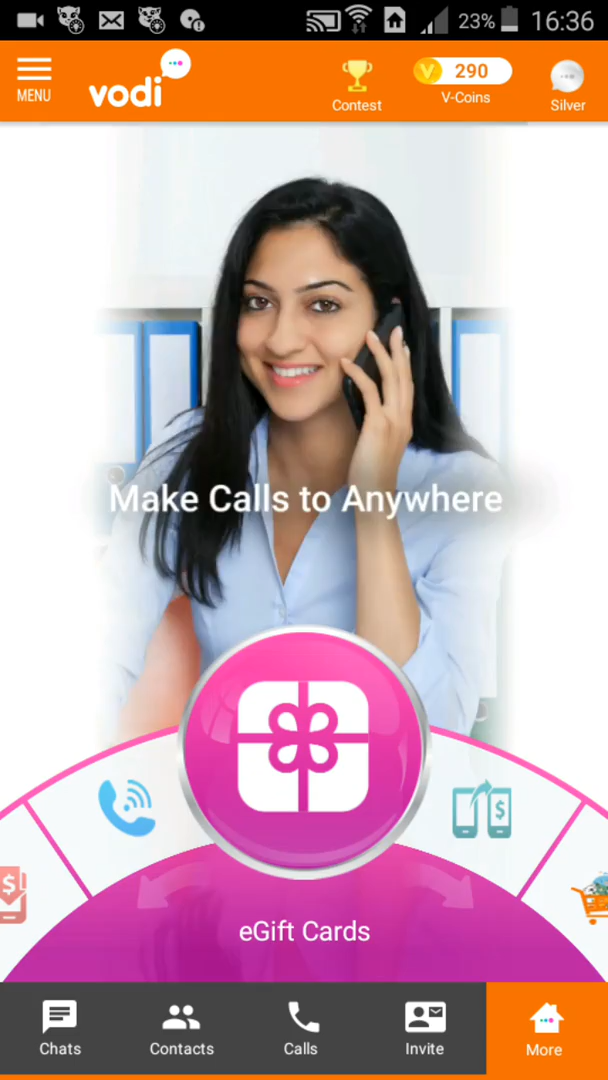 23% 16:36
MENU
vodi
Contest
V 290
V-Coins
Silver
Make Calls to Anywhere
$
$
eGift Cards
Chats
Contacts
Calls
Invite
More